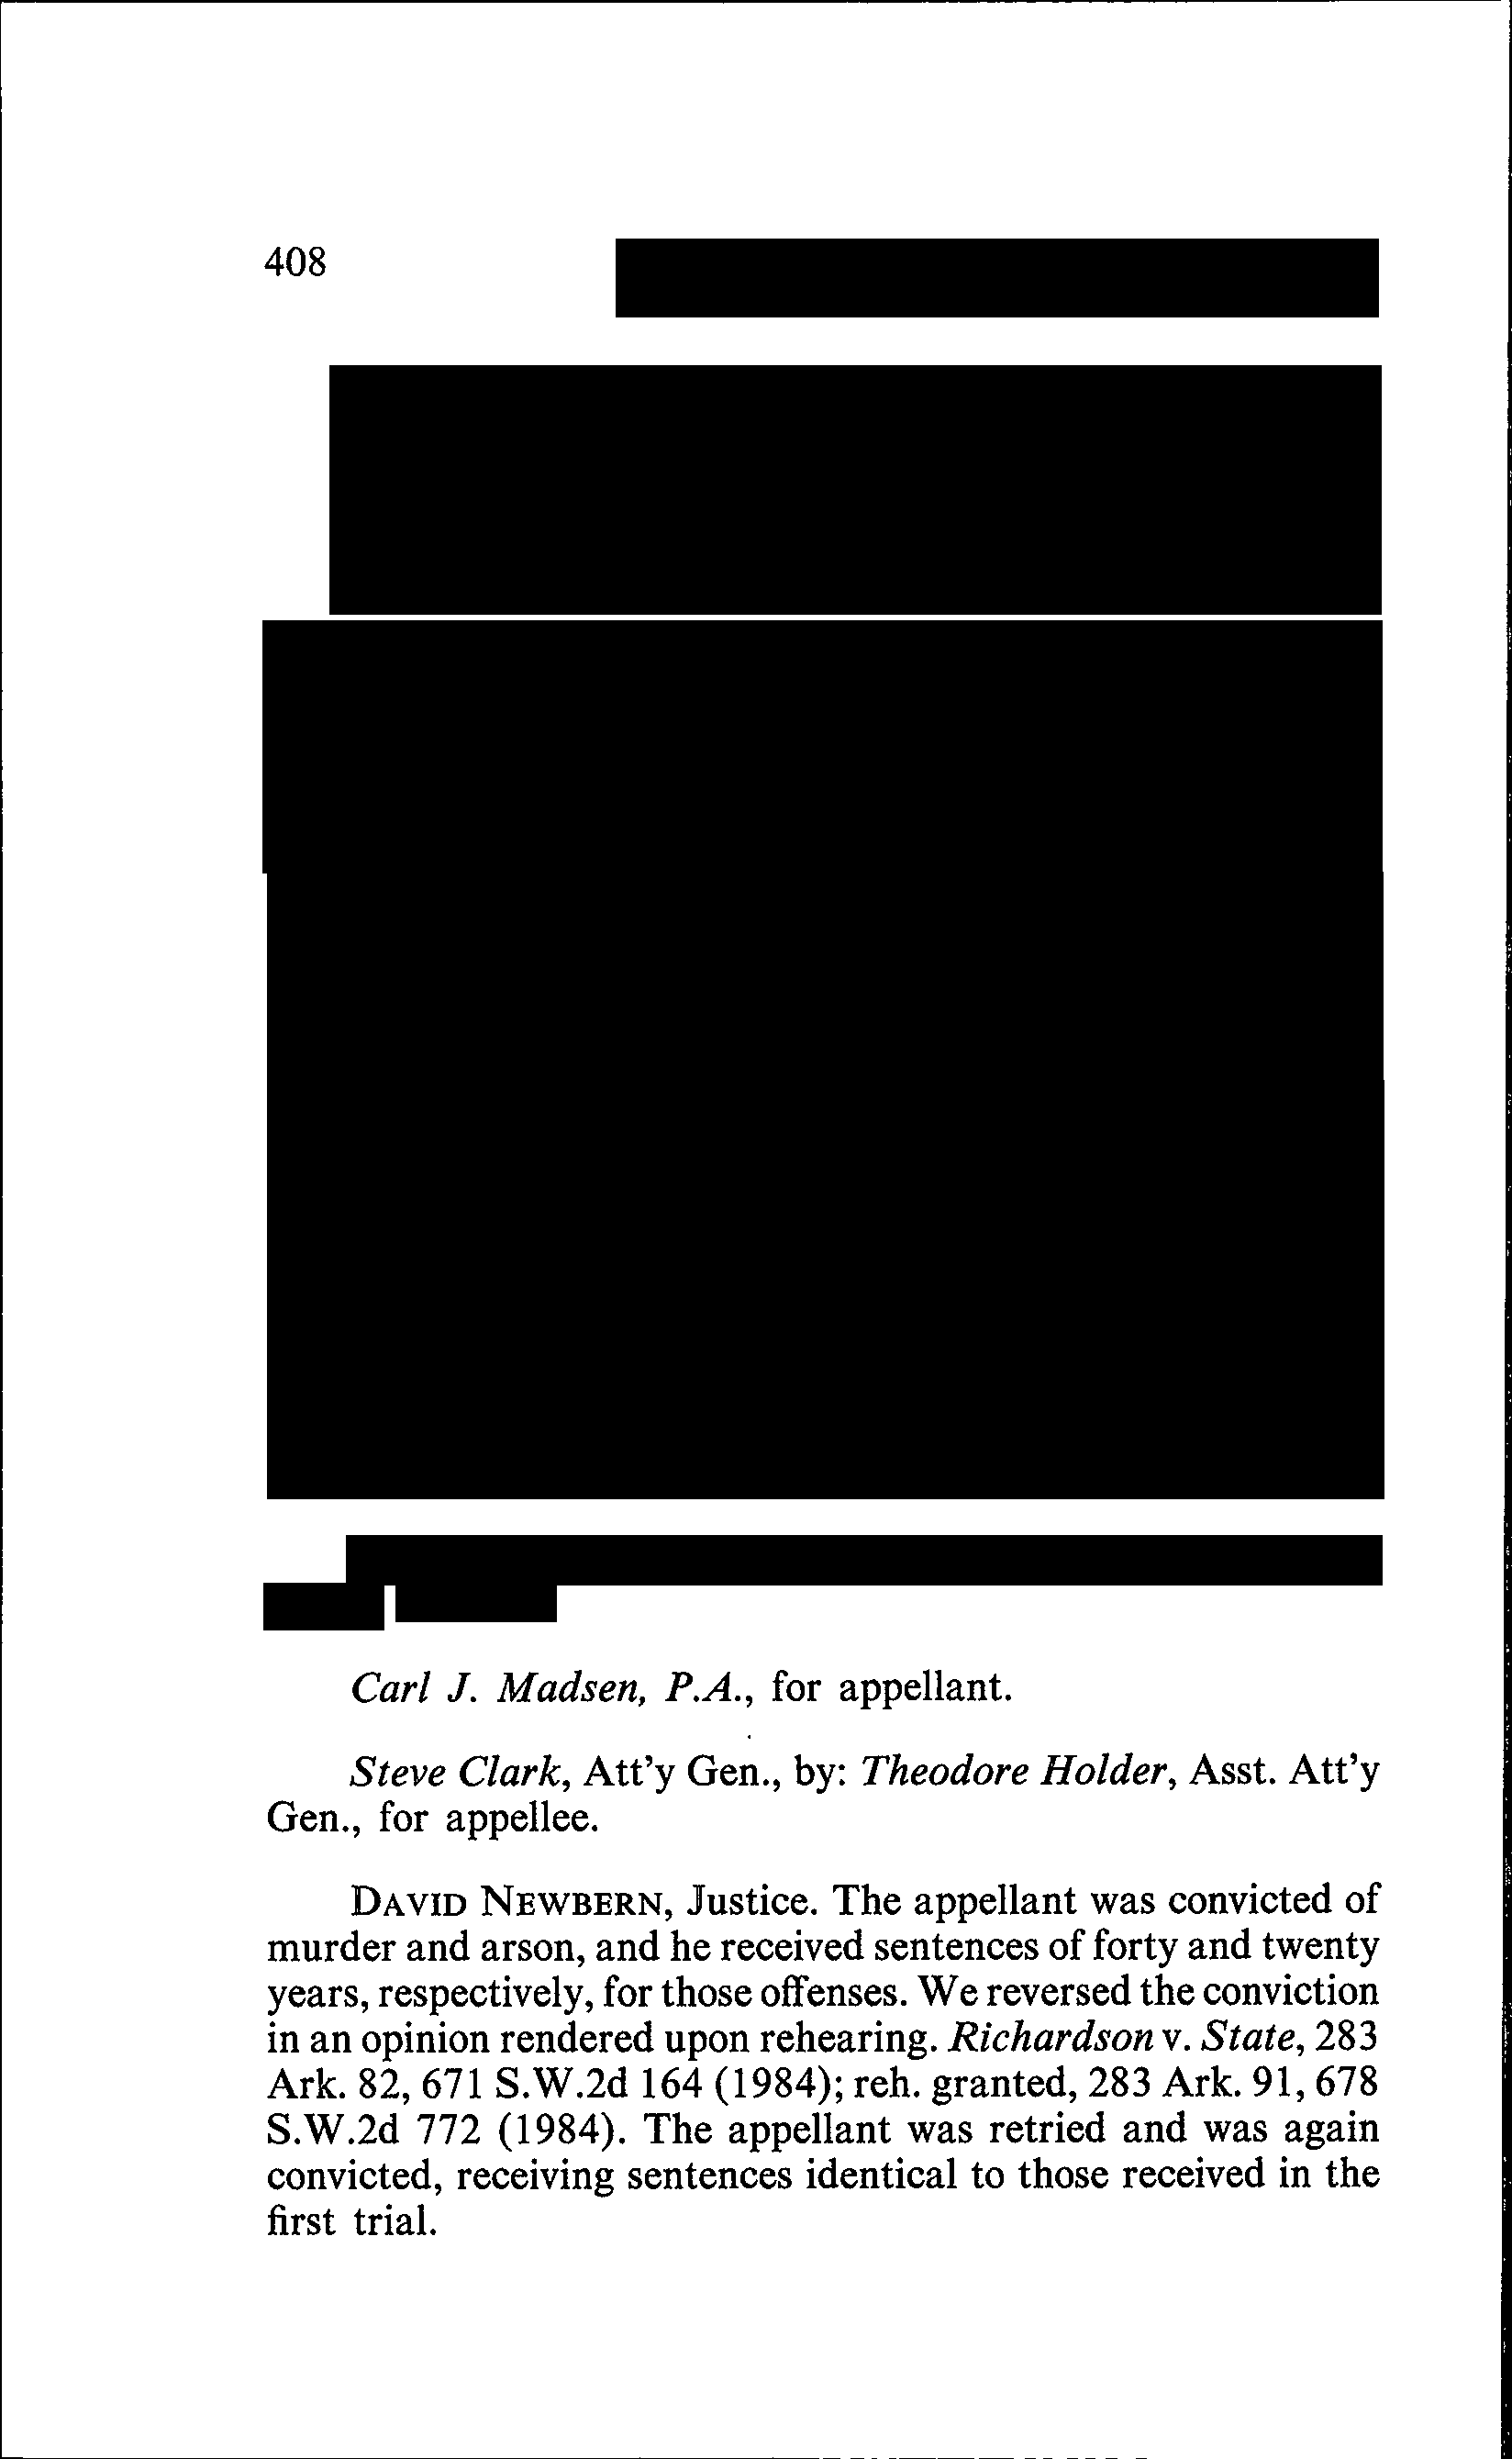 408
Carl J. Madsen, P.A., for appellant.
Steve Clark, Att'y Gen., by: Theodore Holder, Asst. Att'y
Gen., for appellee.
DAVID NEWBERN, Justice. The appellant was convicted of
murder and arson, and he received sentences of forty and twenty
years, respectively, for those offenses. We reversed the conviction
in an opinion rendered upon rehearing. Richardson v. State, 283
Ark. 82, 671 S.W.2d 164 (1984); reh. granted, 283 Ark. 91, 678
S.W.2d 772 (1984). The appellant was retried and was again
convicted, receiving sentences identical to those received in the
first trial.